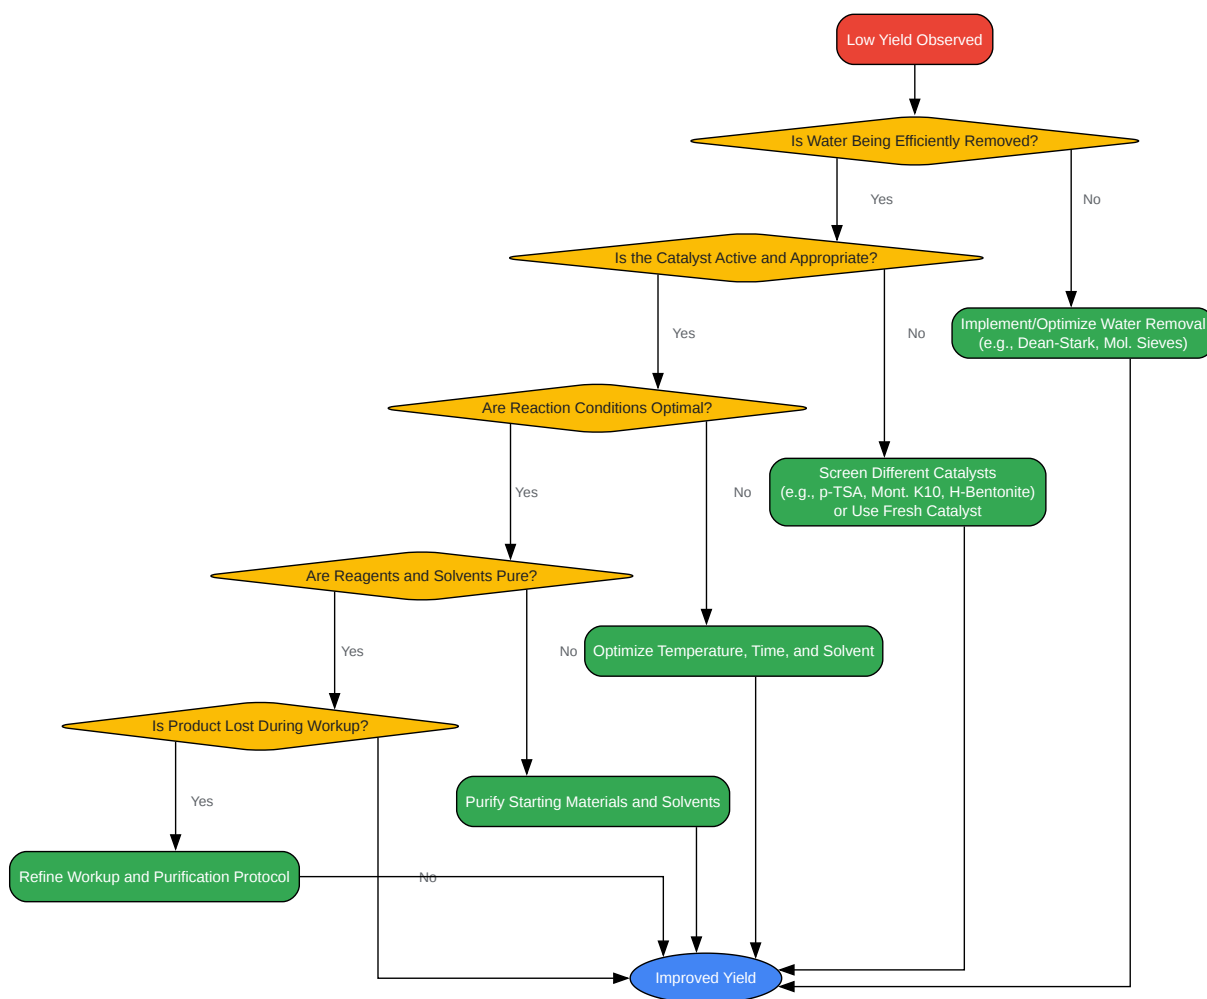 Low Yield Observed
Is Water Being Efficiently Removed?
Yes
No
Is the Catalyst Active and Appropriate?
Implement/Optimize Water Removal
(e.g., Dean-Stark, Mol. Sieves)
Yes
No
Are Reaction Conditions Optimal?
Screen Different Catalysts
(e.g., p-TSA, Mont. K10, H-Bentonite)
or Use Fresh Catalyst
Yes
No
Are Reagents and Solvents Pure?
Yes
No
Optimize Temperature, Time, and Solvent
Is Product Lost During Workup?
Yes
Purify Starting Materials and Solvents
Refine Workup and Purification Protocol
No
Improved Yield